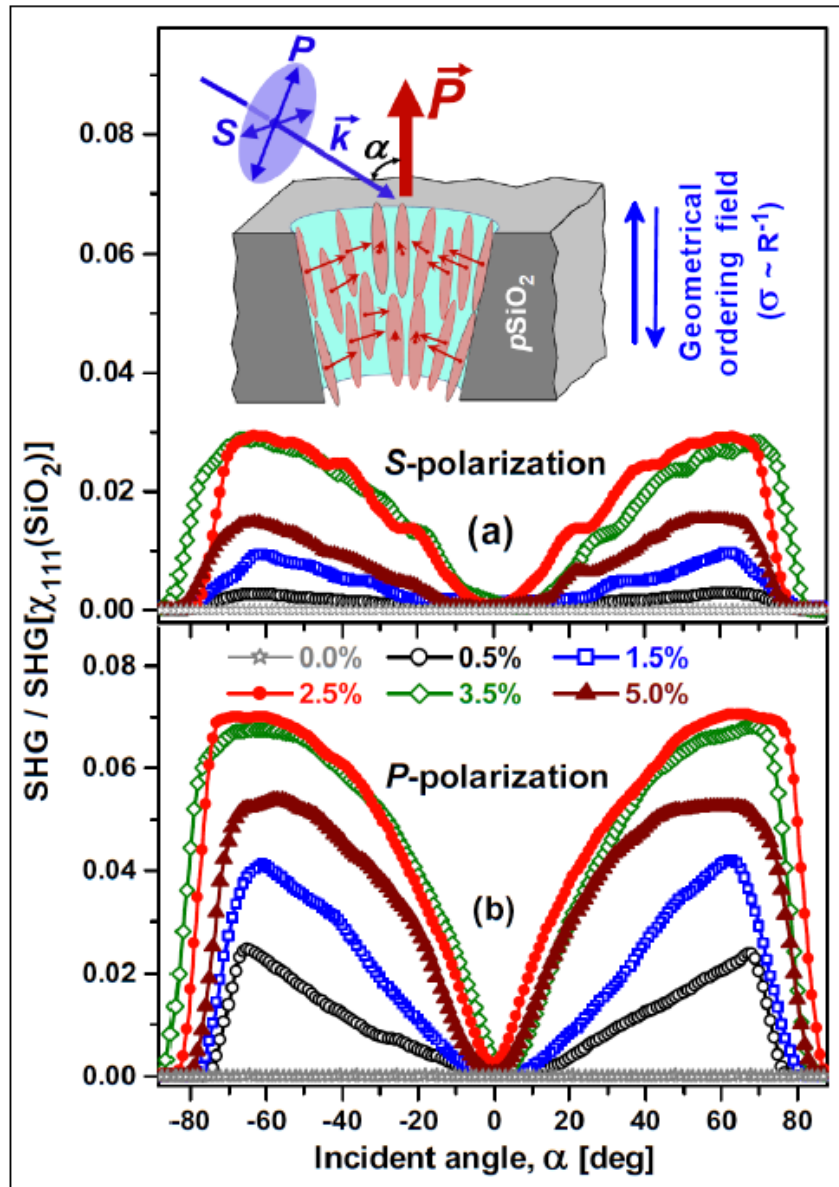 P
S
k
α
P
pSiO₂
Geometrical
ordering field
(σ ~ R⁻¹)
SHG / SHG[χ₁₁₁(SiO₂)]
0.08
0.06
0.04
0.02
0.00
S-polarization
(a)
0.0% 0.5% 1.5%
2.5% 3.5% 5.0%
P-polarization
(b)
0.08
0.06
0.04
0.02
0.00
-80 -60 -40 -20 0 20 40 60 80
Incident angle, α [deg]